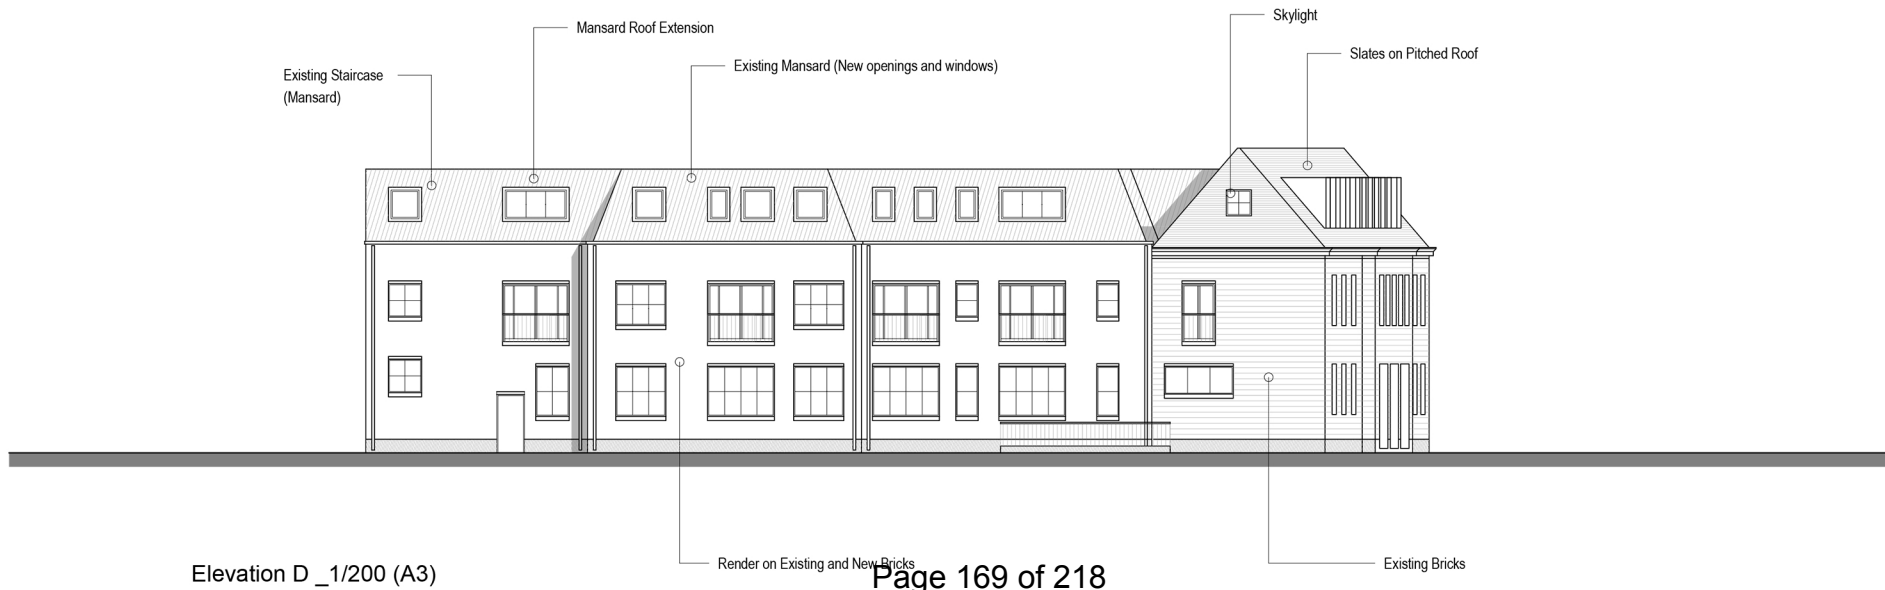 Skylight
Mansard Roof Extension
Slates on Pitched Roof
Existing Mansard (New openings and windows)
Existing Staircase
(Mansard)
Render on Existing and New Bricks
Existing Bricks
Elevation D _1/200 (A3)
Page 169 of 218